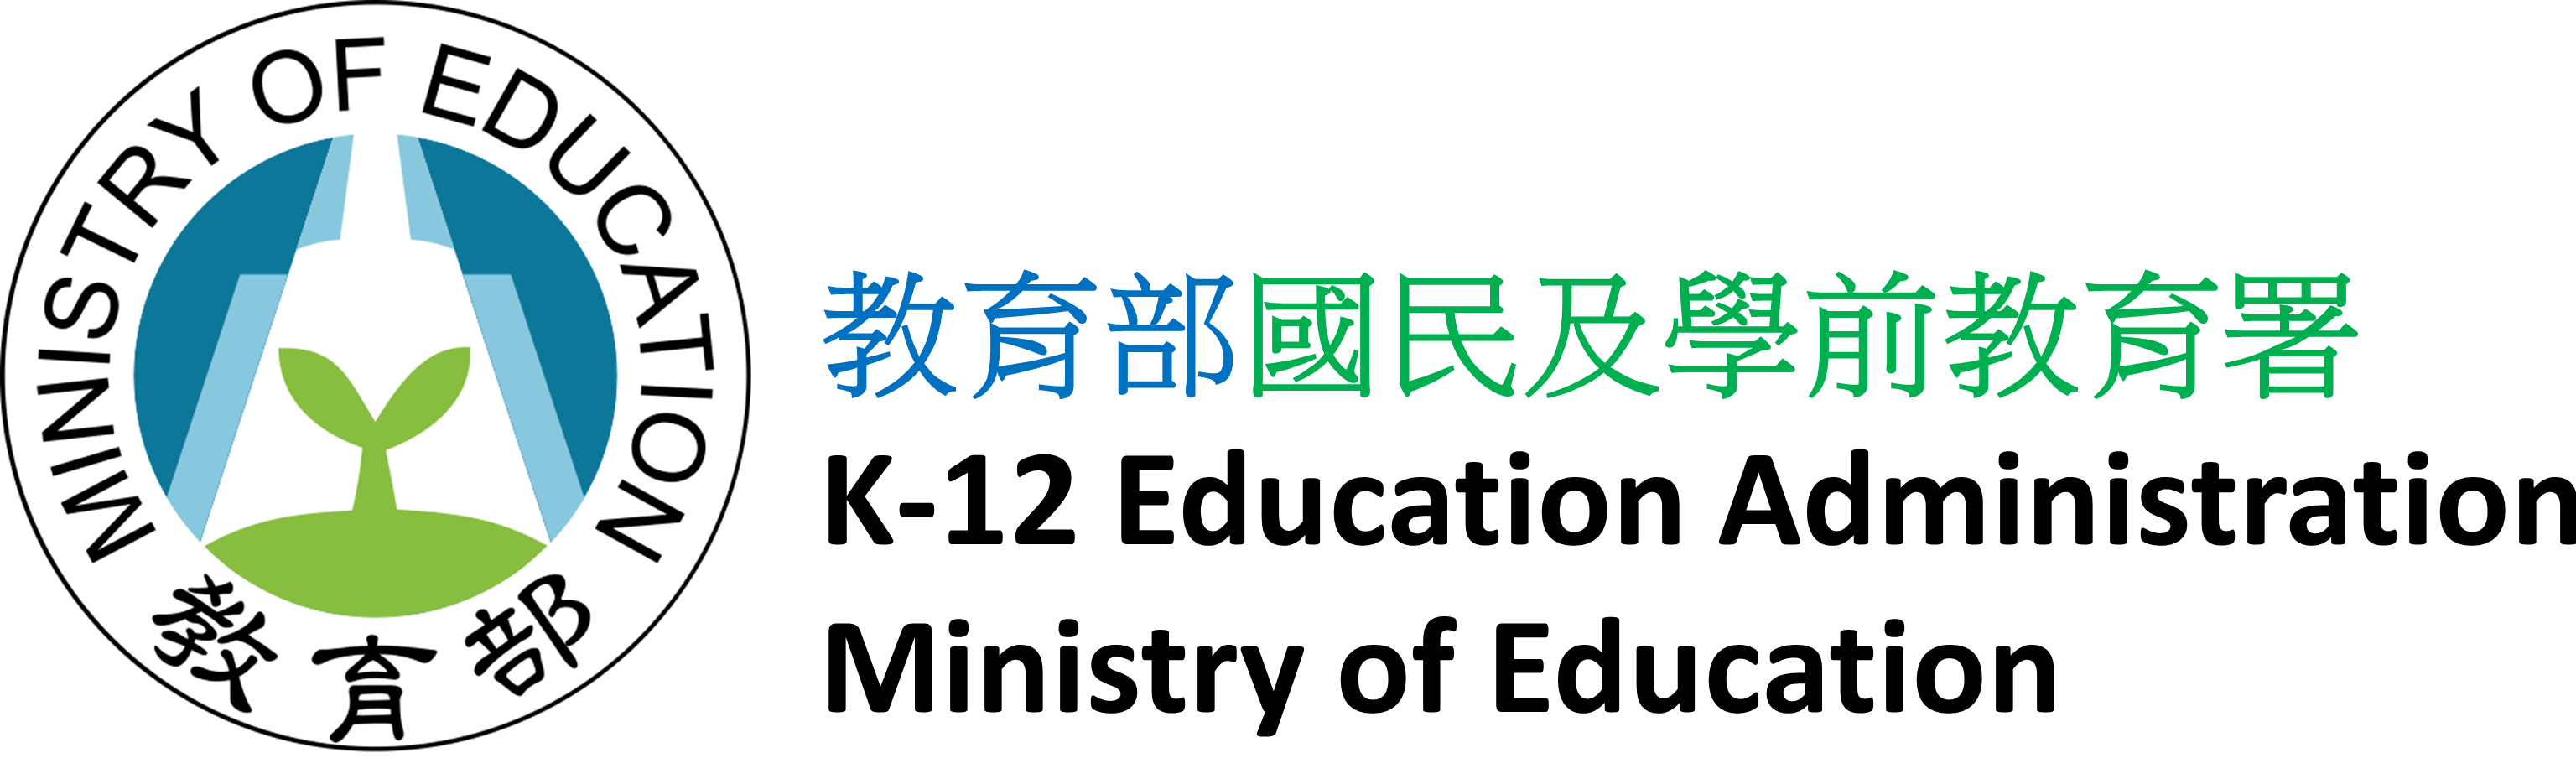 MINISTRY OF EDUCATION
教育部
教育部國民及學前教育署
K-12 Education Administration
Ministry of Education